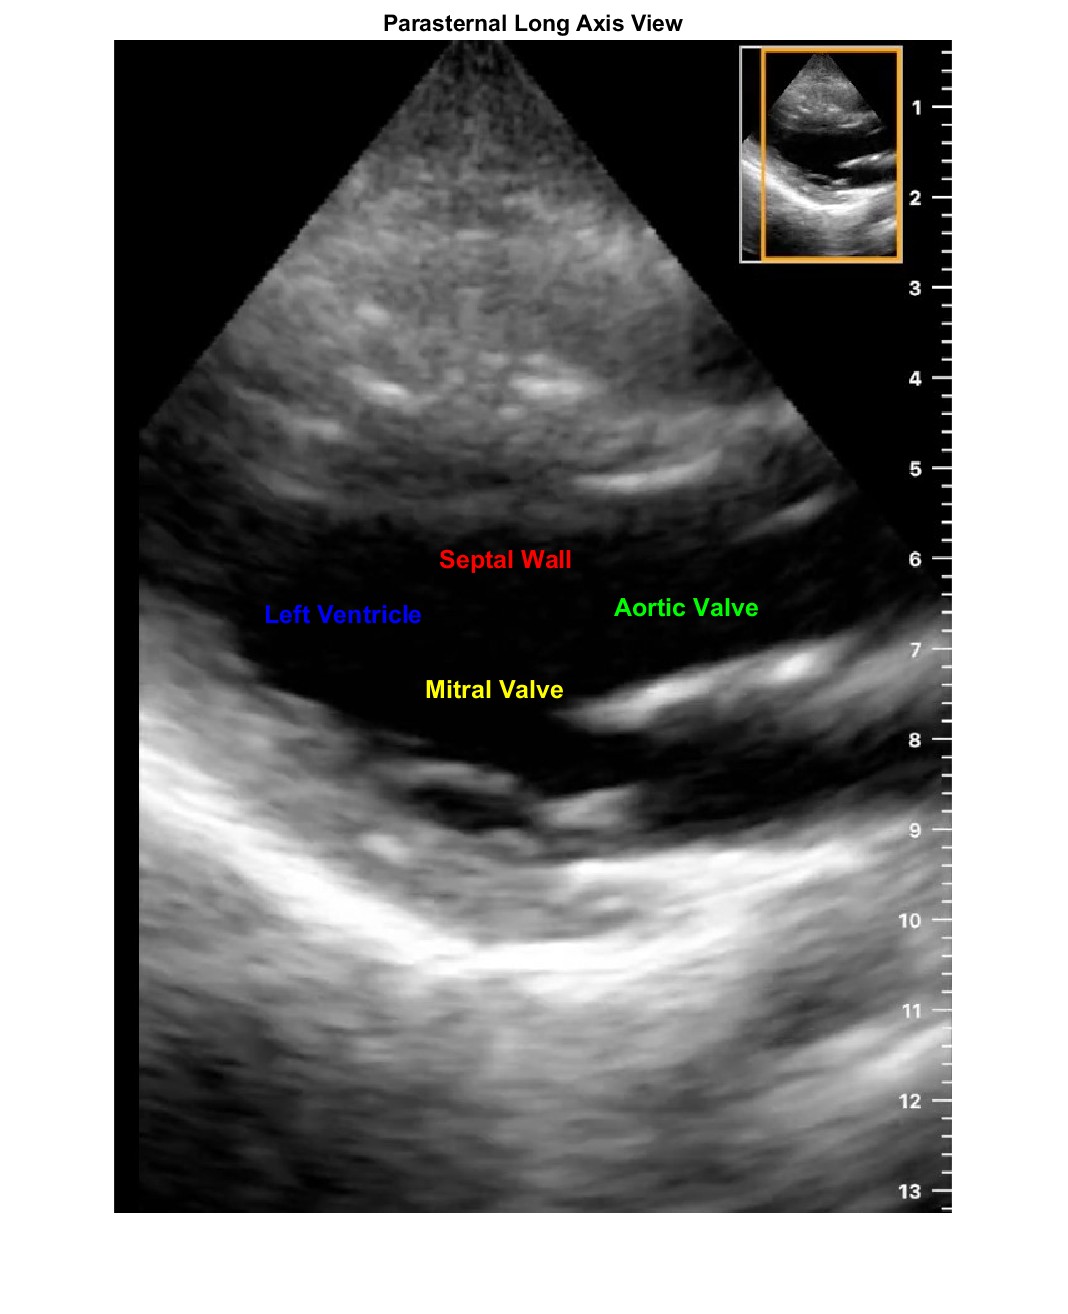 Parasternal Long Axis View
1
2
3
4
5
6
Septal Wall
Aortic Valve
Left Ventricle
7
Mitral Valve
8
9
10
11
12
13